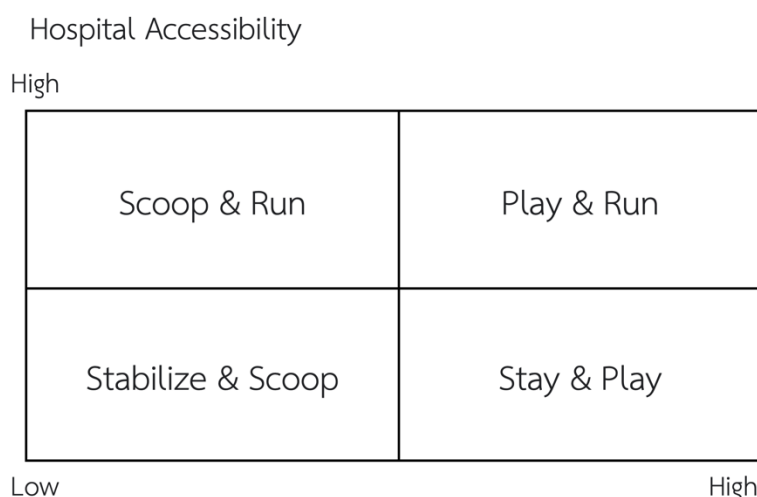 Hospital Accessibility
High
Scoop & Run
Play & Run
Stabilize & Scoop
Stay & Play
Low
High